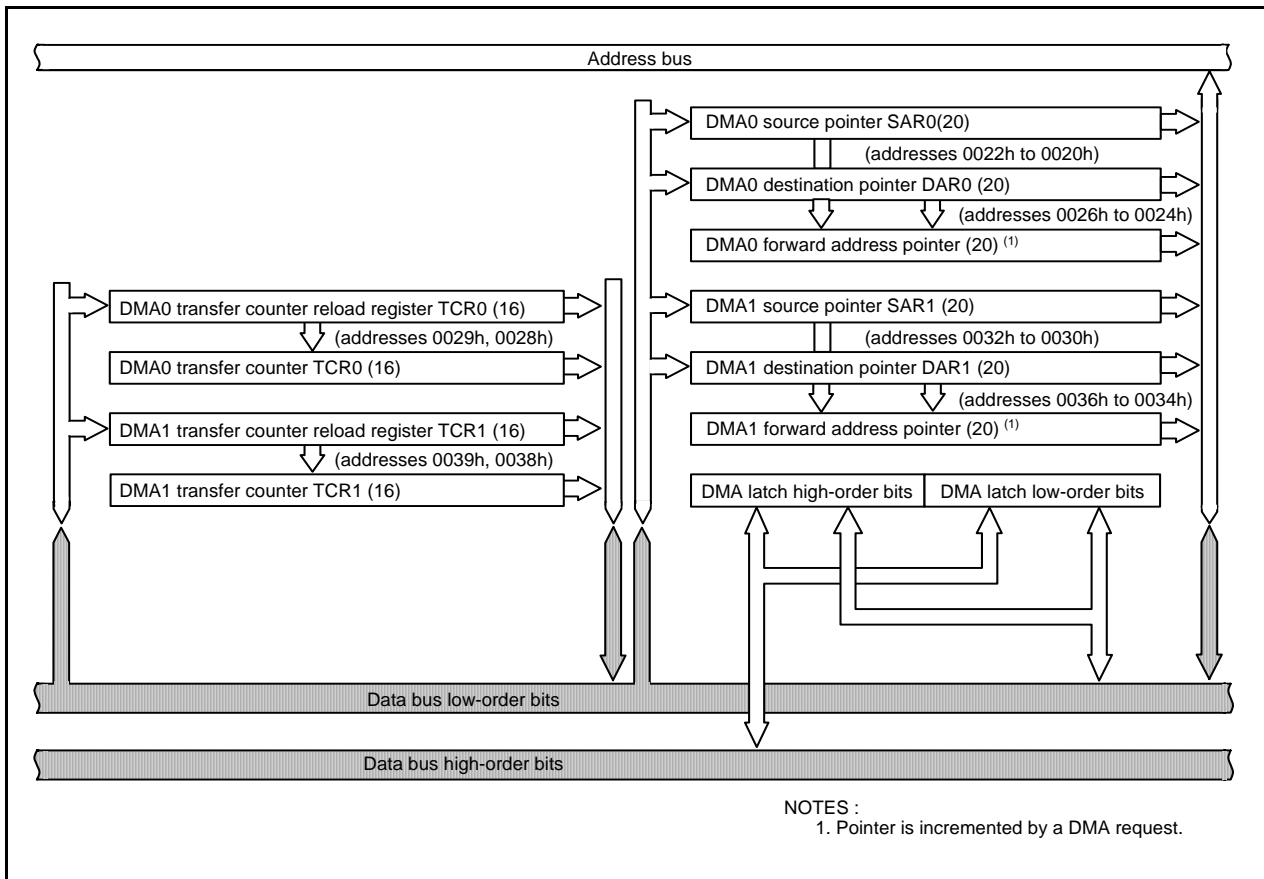 Address bus
DMA0 source pointer SAR0(20)
(addresses 0022h to 0020h)
DMA0 destination pointer DAR0 (20)
(addresses 0026h to 0024h)
DMA0 forward address pointer (20) (1)
DMA0 transfer counter reload register TCR0 (16)
(addresses 0029h, 0028h)
DMA0 transfer counter TCR0 (16)
DMA1 transfer counter reload register TCR1 (16)
(addresses 0039h, 0038h)
DMA1 transfer counter TCR1 (16)
DMA1 source pointer SAR1 (20)
(addresses 0032h to 0030h)
DMA1 destination pointer DAR1 (20)
(addresses 0036h to 0034h)
DMA1 forward address pointer (20) (1)
DMA latch high-order bits
DMA latch low-order bits
Data bus low-order bits
Data bus high-order bits
NOTES :
1. Pointer is incremented by a DMA request.